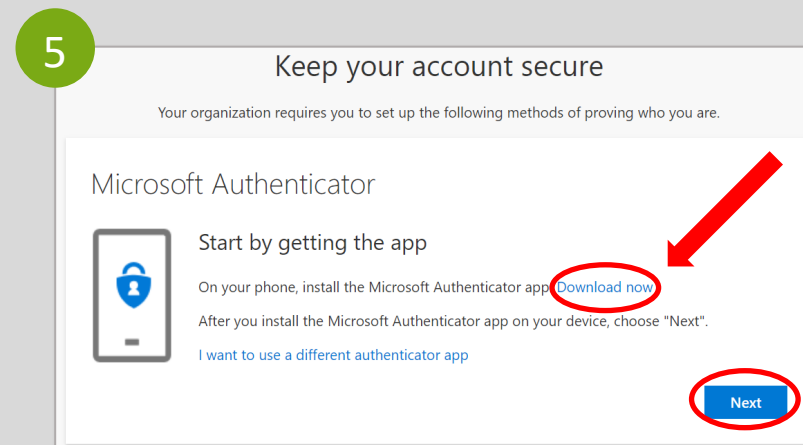 5
Keep your account secure
Your organization requires you to set up the following methods of proving who you are.
Microsoft Authenticator
Start by getting the app
On your phone, install the Microsoft Authenticator app. Download now
After you install the Microsoft Authenticator app on your device, choose "Next".
I want to use a different authenticator app
Next